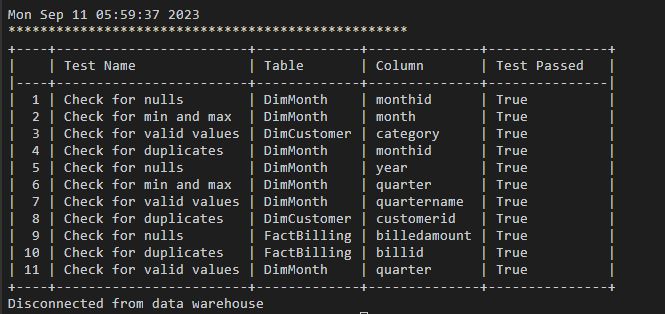 Mon Sep 11 05:59:37 2023
**************************************************
+----+------------------------+-------------+--------------+---------------+
|    | Test Name              | Table       | Column       | Test Passed   |
|----+------------------------+-------------+--------------+---------------|
|  1 | Check for nulls        | DimMonth    | monthid      | True          |
|  2 | Check for min and max  | DimMonth    | month        | True          |
|  3 | Check for valid values | DimCustomer | category     | True          |
|  4 | Check for duplicates   | DimMonth    | monthid      | True          |
|  5 | Check for nulls        | DimMonth    | year         | True          |
|  6 | Check for min and max  | DimMonth    | quarter      | True          |
|  7 | Check for valid values | DimMonth    | quartername  | True          |
|  8 | Check for duplicates   | DimCustomer | customerid   | True          |
|  9 | Check for nulls        | FactBilling | billedamount | True          |
| 10 | Check for duplicates   | FactBilling | billid       | True          |
| 11 | Check for valid values | DimMonth    | quarter      | True          |
+----+------------------------+-------------+--------------+---------------+
Disconnected from data warehouse